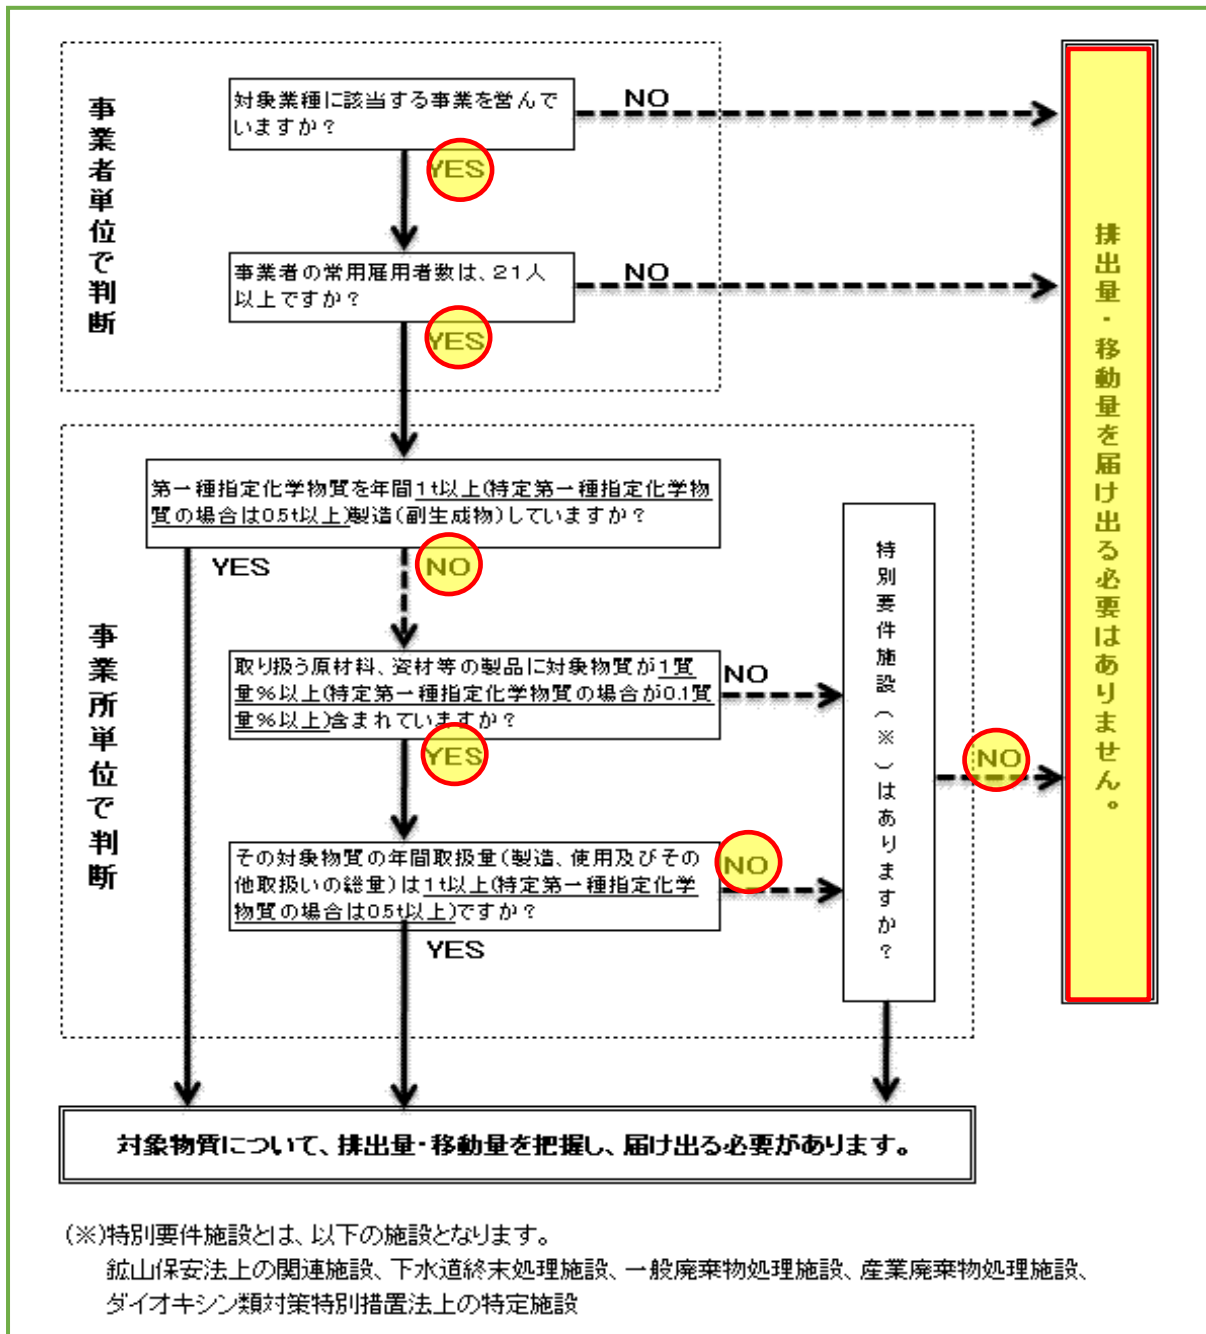 事業者単位で判断
対象業種に該当する事業を営んで
いますか？
NO
YES
事業者の常用雇用者数は、21人
以上ですか？
NO
YES
排出量・移動量を届け出る必要はありません。
事業所単位で判断
第一種指定化学物質を年間1t以上(特定第一種指定化学物
質の場合は0.5t以上)製造(副生成物)していますか？
YES
NO
取り扱う原材料、資材等の製品に対象物質が1質
量％以上(特定第一種指定化学物質の場合が0.1質
量％以上)含まれていますか？
NO
YES
その対象物質の年間取扱量(製造、使用及びその
他取扱いの総量)は1t以上(特定第一種指定化学
物質の場合は0.5t以上)ですか？
NO
YES
特別要件施設(※)はありますか？
NO
対象物質について、排出量・移動量を把握し、届け出る必要があります。
(※)特別要件施設とは、以下の施設となります。
鉱山保安法上の関連施設、下水道終末処理施設、一般廃棄物処理施設、産業廃棄物処理施設、
ダイオキシン類対策特別措置法上の特定施設